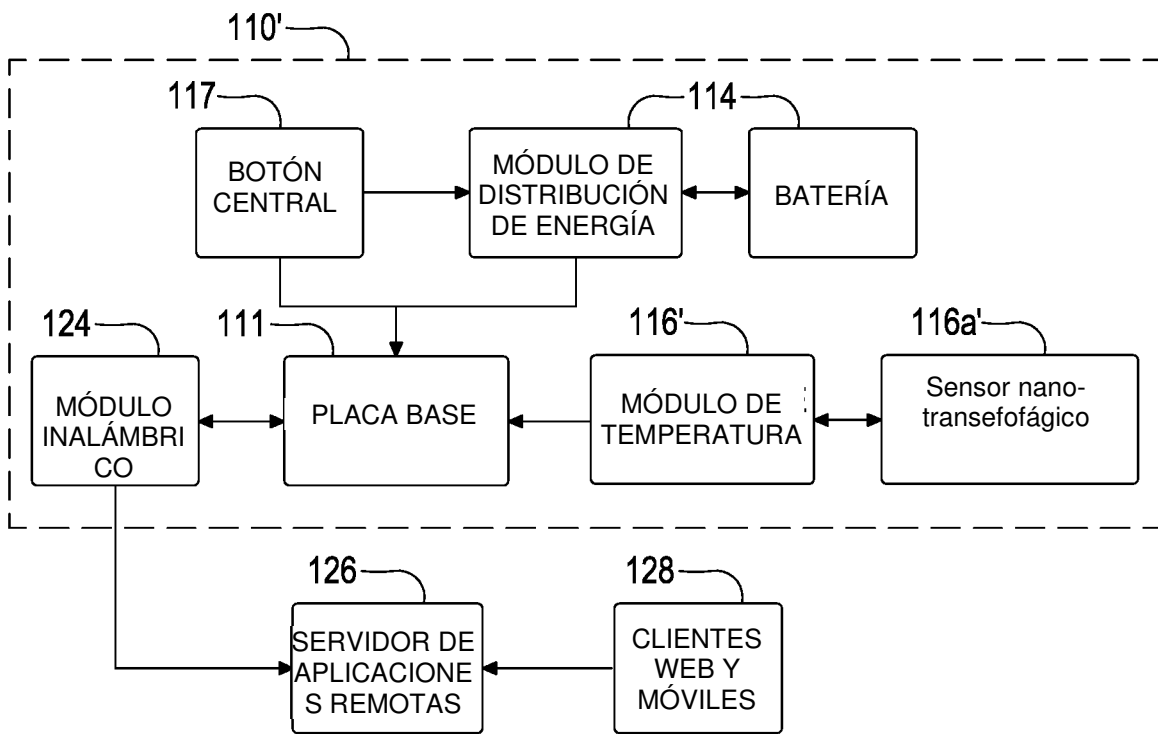 110'
117
114
BOTÓN
CENTRAL
MÓDULO DE
DISTRIBUCIÓN
DE ENERGÍA
BATERÍA
124
111
116'
116a'
MÓDULO
INALÁMBRI
CO
PLACA BASE
MÓDULO DE
TEMPERATURA
Sensor nano-
transefofágico
126
128
SERVIDOR DE
APLICACIONE
S REMOTAS
CLIENTES
WEB Y
MÓVILES